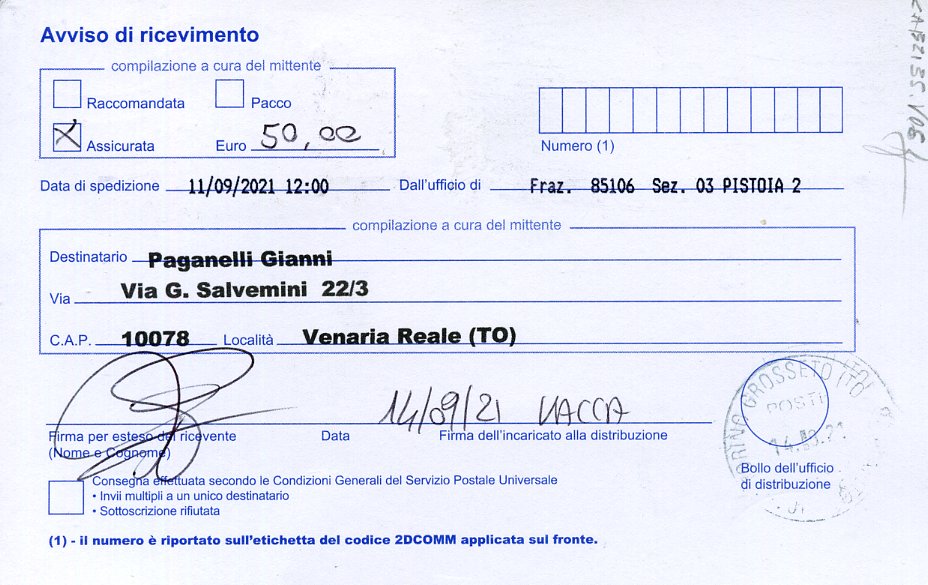 Avviso di ricevimento
compilazione a cura del mittente
Raccomandata Pacco
X Assicurata Euro 50,00
Numero (1)
Data di spedizione 11/09/2021 12:00 Dall'ufficio di Fraz. 85106 Sez. 03 PISTOIA 2
compilazione a cura del mittente
Destinatario Paganelli Gianni
Via Via G. Salvemini 22/3
C.A.P. 10078 Località Venaria Reale (TO)
14/09/21 VACCA
Firma per esteso del ricevente Data Firma dell'incaricato alla distribuzione
(Nome e Cognome)
GROSSETO (TO)
POSTI
Bollo dell'ufficio
di distribuzione
Consegna effettuata secondo le Condizioni Generali del Servizio Postale Universale
• Invii multipli a un unico destinatario
• Sottoscrizione rifiutata
(1) - il numero è riportato sull'etichetta del codice 2DCOMM applicata sul fronte.